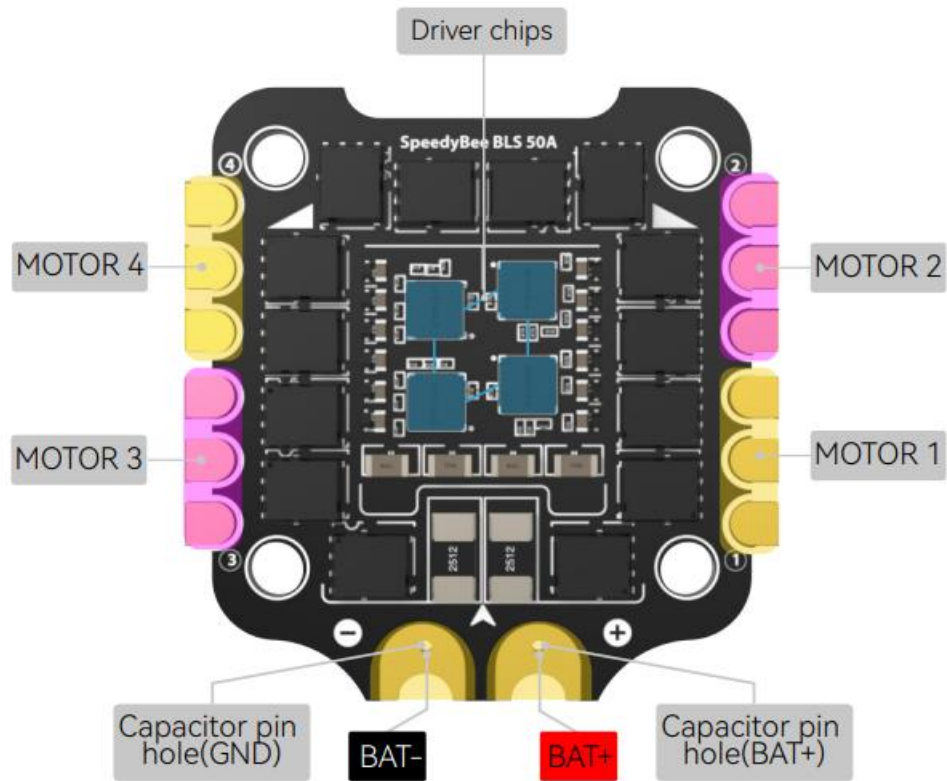 Driver chips
SpeedyBee BLS 50A
4
2
MOTOR 4
MOTOR 2
MOTOR 3
MOTOR 1
2512
2512
3
1
−
+
Capacitor pin
hole(GND)
BAT-
BAT+
Capacitor pin
hole(BAT+)